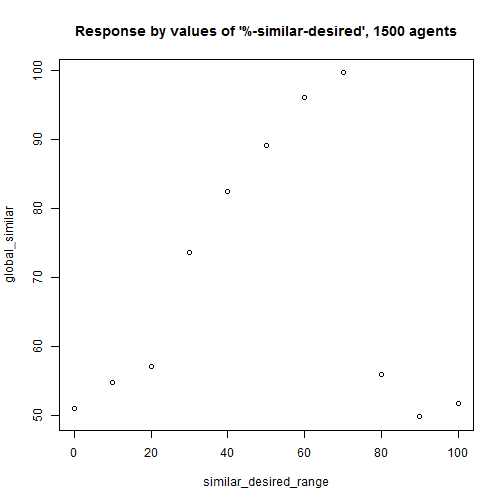 Response by values of '%-similar-desired', 1500 agents
global_similar
100
90
80
70
60
50
0 20 40 60 80 100
similar_desired_range